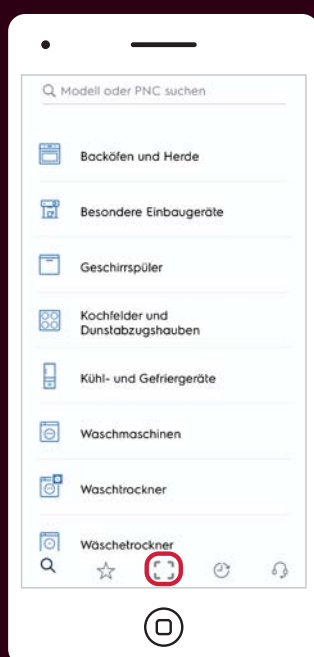 Modell oder PNC suchen
Backöfen und Herde
Besondere Einbaugeräte
Geschirrspüler
Kochfelder und
Dunstabzugshauben
Kühl- und Gefriergeräte
Waschmaschinen
Waschtrockner
Wäschetrockner